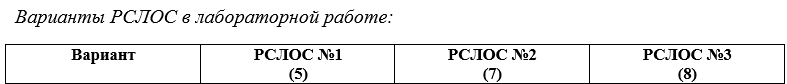 Варианты РСЛОС в лабораторной работе:
Вариант РСЛОС №1 РСЛОС №2 РСЛОС №3
(5) (7) (8)